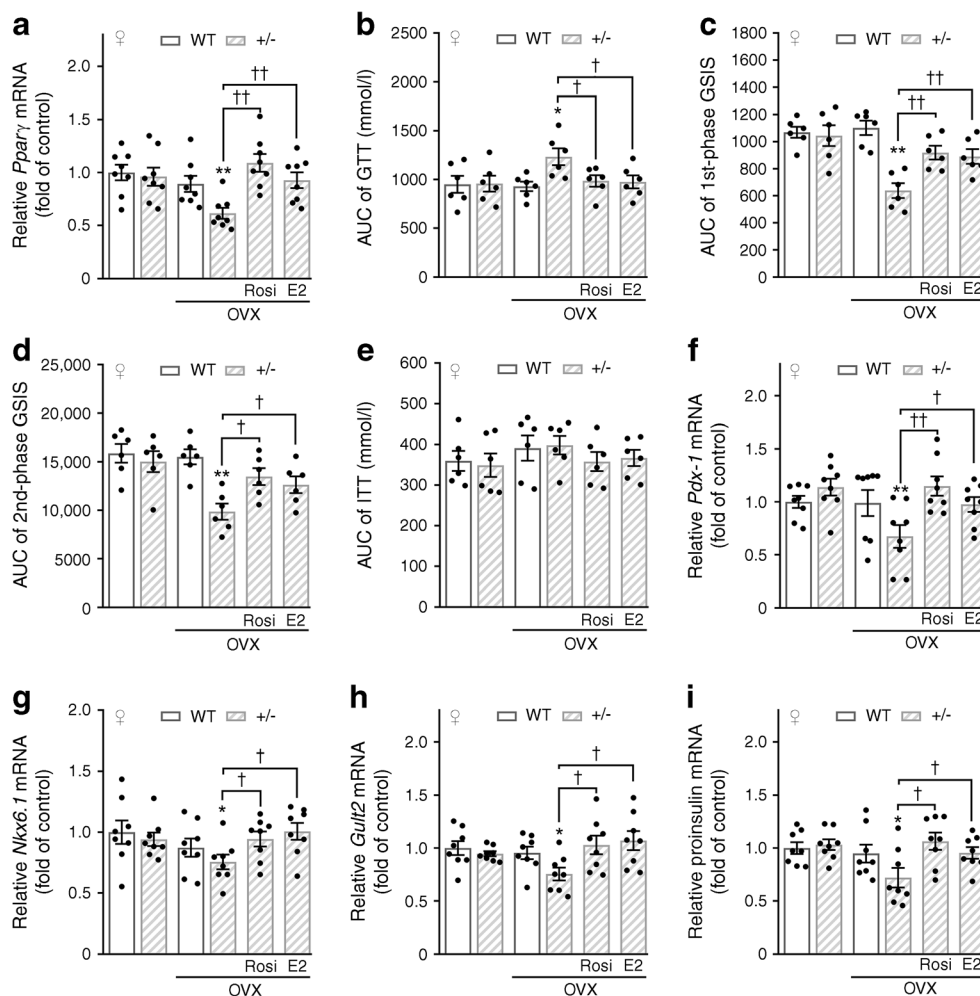 a
♀ WT +/-
Relative Pparγ mRNA
(fold of control)
2.0
1.5
1.0
0.5
0
††
††
**
Rosi E2
OVX
b
♀ WT +/-
AUC of GTT (mmol/l)
2500
2000
1500
1000
500
0
†
†
*
Rosi E2
OVX
c
♀ WT +/-
AUC of 1st-phase GSIS
1800
1600
1400
1200
1000
800
600
400
200
0
††
††
**
Rosi E2
OVX
d
♀ WT +/-
AUC of 2nd-phase GSIS
25,000
20,000
15,000
10,000
5000
0
†
†
**
Rosi E2
OVX
e
♀ WT +/-
AUC of ITT (mmol/l)
600
500
400
300
200
100
0
Rosi E2
OVX
f
♀ WT +/-
Relative Pdx-1 mRNA
(fold of control)
2.0
1.5
1.0
0.5
0
†
††
**
Rosi E2
OVX
g
♀ WT +/-
Relative Nkx6.1 mRNA
(fold of control)
2.0
1.5
1.0
0.5
0
†
†
*
Rosi E2
OVX
h
♀ WT +/-
Relative Gult2 mRNA
(fold of control)
2.0
1.5
1.0
0.5
0
†
†
*
Rosi E2
OVX
i
♀ WT +/-
Relative proinsulin mRNA
(fold of control)
2.0
1.5
1.0
0.5
0
†
†
*
Rosi E2
OVX